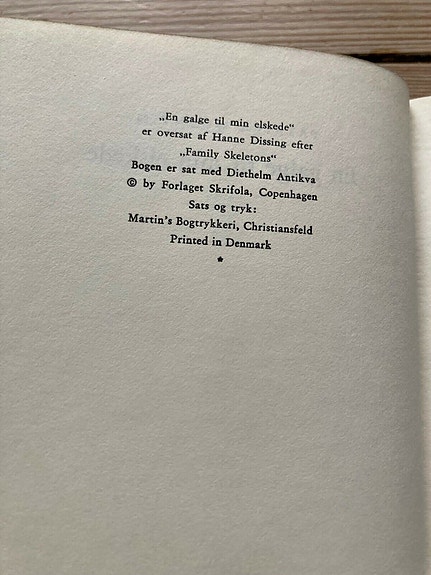 „En galge til min elskede“
er oversat af Hanne Dissing efter
„Family Skeletons“
Bogen er sat med Diethelm Antikva
© by Forlaget Skrifola, Copenhagen
Sats og tryk:
Martin's Bogtrykkeri, Christiansfeld
Printed in Denmark
*